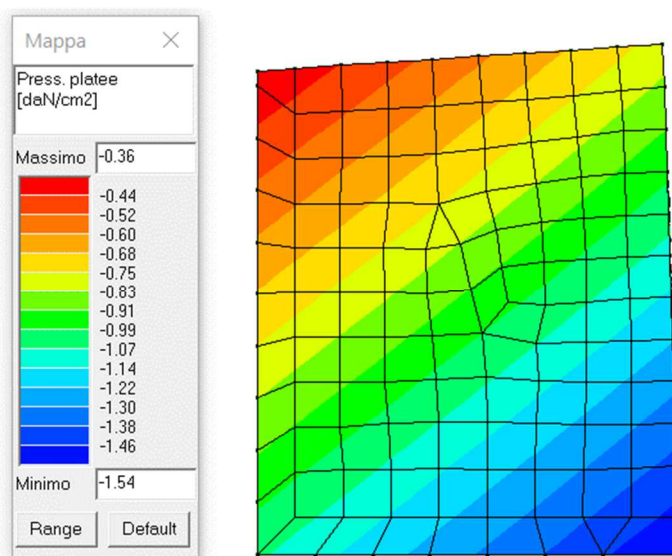 Mappa
Press. platee
[daN/cm2]
Massimo -0.36
-0.44
-0.52
-0.60
-0.68
-0.75
-0.83
-0.91
-0.99
-1.07
-1.14
-1.22
-1.30
-1.38
-1.46
Minimo -1.54
Range Default